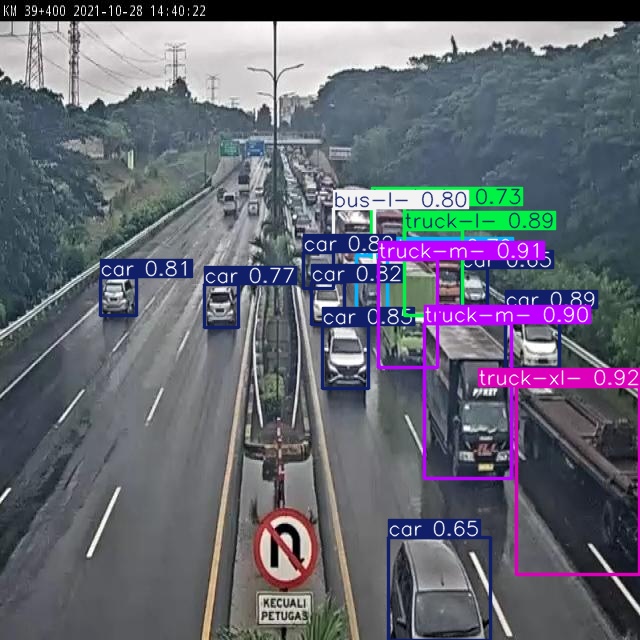 KM 39+400 2021-10-28 14:40:22
bus-l- 0.80
0.73
truck-l- 0.89
car 0.82
truck-m- 0.91
car 0.81
car 0.77
car 0.82
car 0.89
car 0.85
truck-m- 0.90
truck-xl- 0.92
car 0.65
KECUALI
PETUGAS